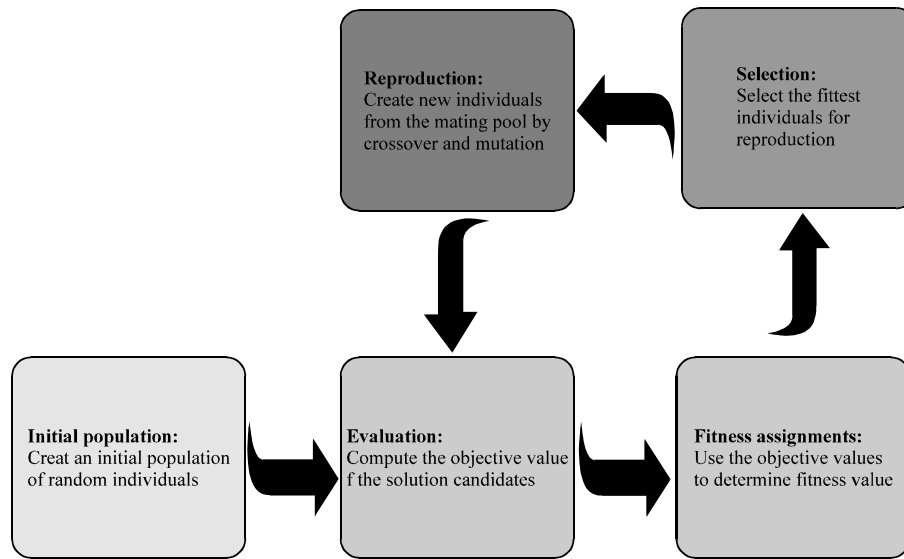 Reproduction:
Create new individuals
from the mating pool by
crossover and mutation
Selection:
Select the fittest
individuals for
reproduction
Initial population:
Creat an initial population
of random individuals
Evaluation:
Compute the objective value
f the solution candidates
Fitness assignments:
Use the objective values
to determine fitness value